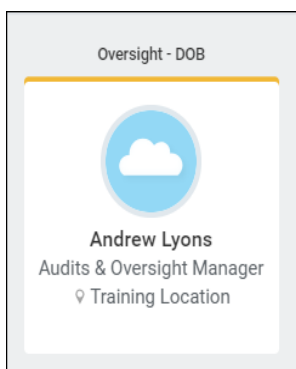 Oversight - DOB
Andrew Lyons
Audits & Oversight Manager
Training Location